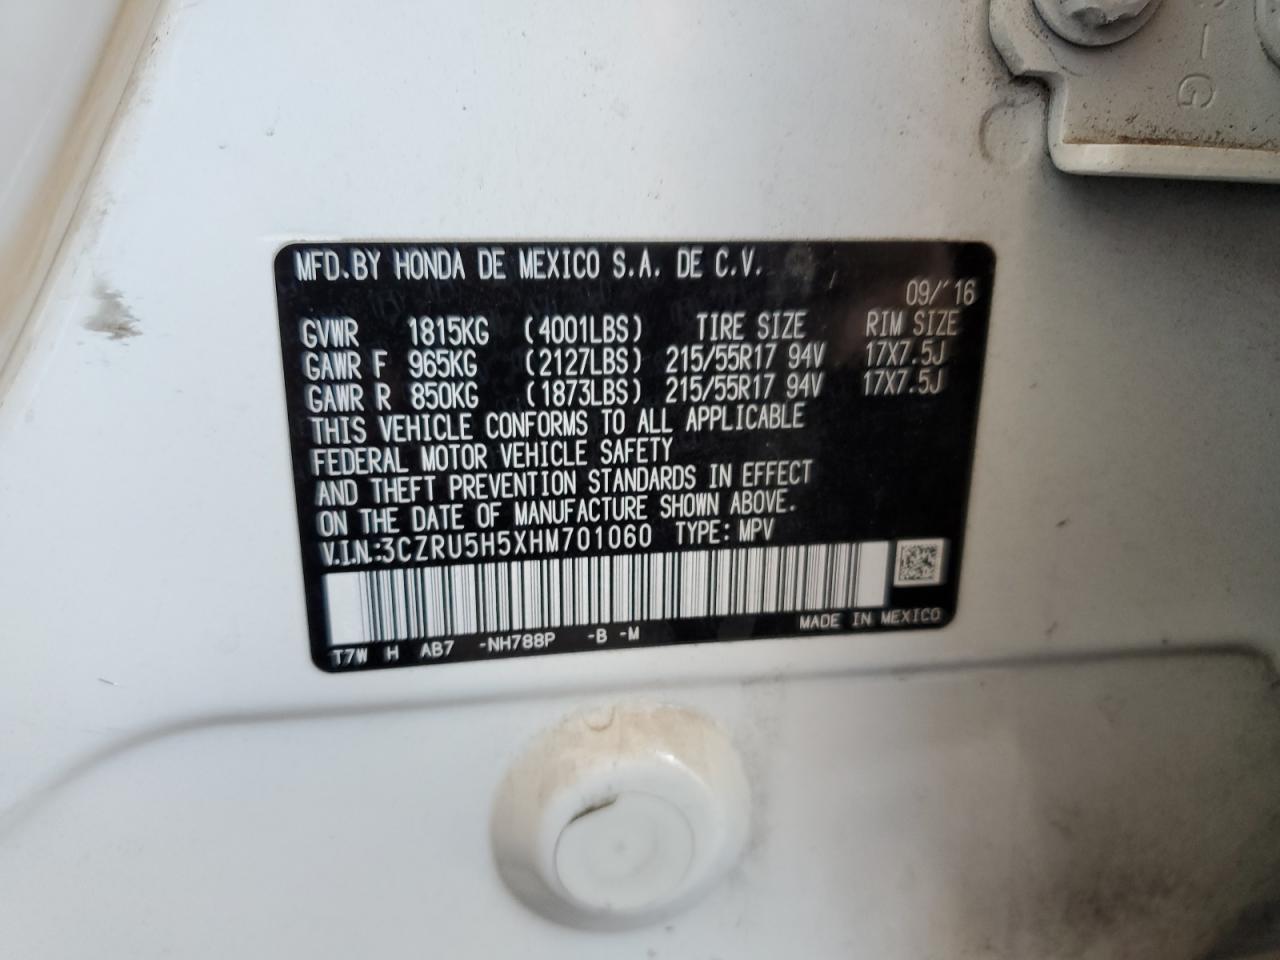 MFD.BY HONDA DE MEXICO S.A. DE C.V.
09/'16
GVWR 1815KG (4001LBS) TIRE SIZE RIM SIZE
GAWR F 965KG (2127LBS) 215/55R17 94V 17X7.5J
GAWR R 850KG (1873LBS) 215/55R17 94V 17X7.5J
THIS VEHICLE CONFORMS TO ALL APPLICABLE
FEDERAL MOTOR VEHICLE SAFETY
AND THEFT PREVENTION STANDARDS IN EFFECT
ON THE DATE OF MANUFACTURE SHOWN ABOVE.
V.I.N.:3CZRU5H5XHM701060 TYPE: MPV
MADE IN MEXICO
T7W H AB7 -NH788P -B -M